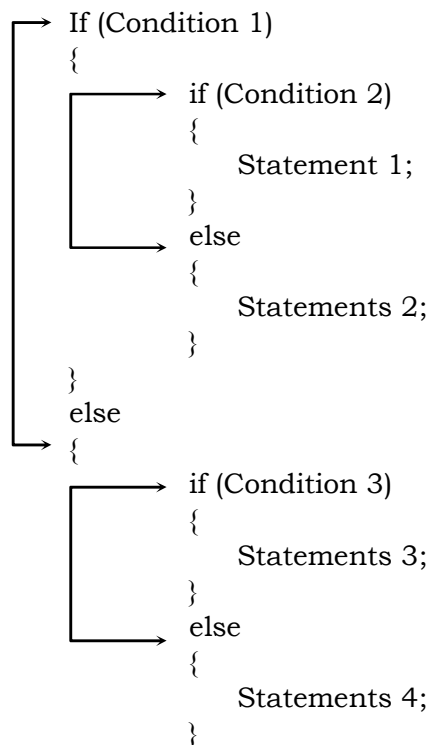 If (Condition 1)
{
if (Condition 2)
{
Statement 1;
}
else
{
Statements 2;
}
}
else
{
if (Condition 3)
{
Statements 3;
}
else
{
Statements 4;
}